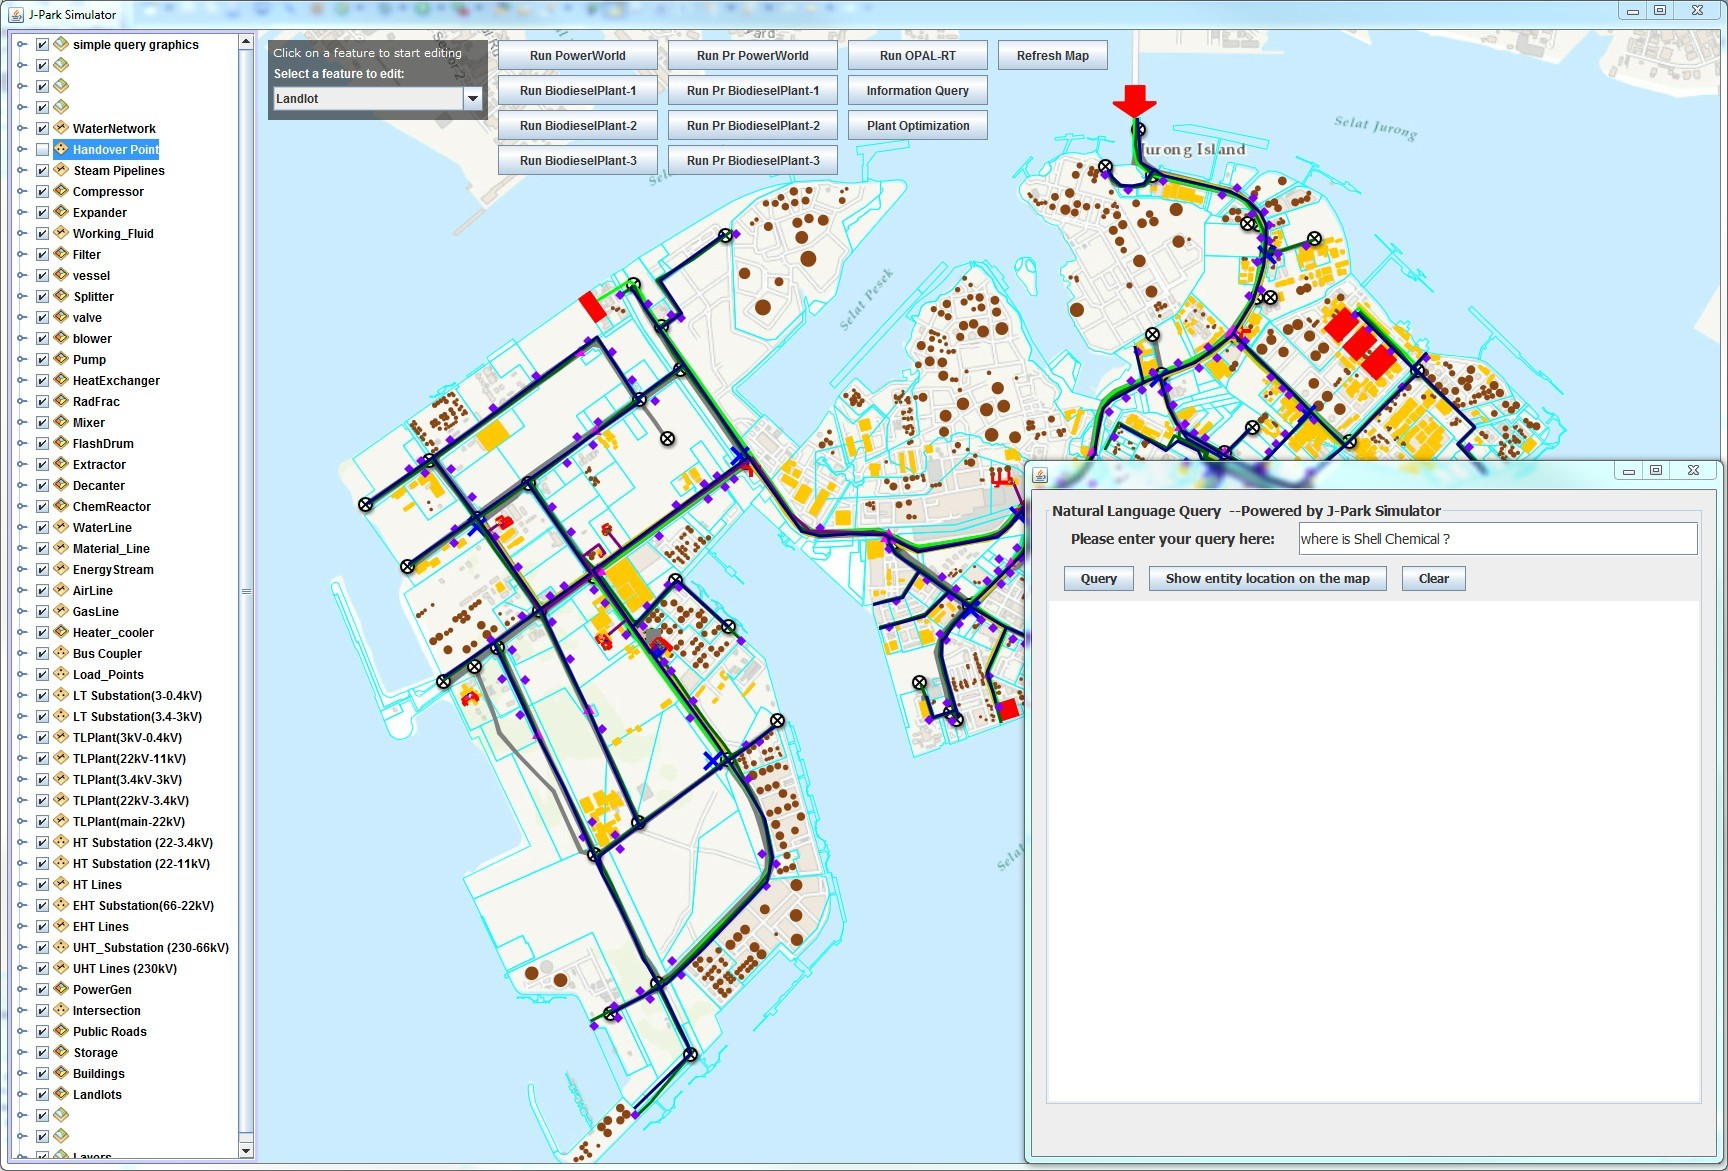 J-Park Simulator
simple query graphics
WaterNetwork
Handover Point
Steam Pipelines
Compressor
Expander
Working_Fluid
Filter
vessel
Splitter
valve
blower
Pump
HeatExchanger
RadFrac
Mixer
FlashDrum
Extractor
Decanter
ChemReactor
WaterLine
Material_Line
EnergyStream
AirLine
GasLine
Heater_cooler
Bus Coupler
Load_Points
LT Substation(3-0.4kV)
LT Substation(3.4-3kV)
TLPlant(3kV-0.4kV)
TLPlant(22kV-11kV)
TLPlant(3.4kV-3kV)
TLPlant(22kV-3.4kV)
TLPlant(main-22kV)
HT Substation (22-3.4kV)
HT Substation (22-11kV)
HT Lines
EHT Substation(66-22kV)
EHT Lines
UHT_Substation (230-66kV)
UHT Lines (230kV)
PowerGen
Intersection
Public Roads
Storage
Buildings
Landlots
Layers
Click on a feature to start editing
Select a feature to edit:
Landlot
Run PowerWorld
Run Pr PowerWorld
Run OPAL-RT
Refresh Map
Run BiodieselPlant-1
Run Pr BiodieselPlant-1
Information Query
Run BiodieselPlant-2
Run Pr BiodieselPlant-2
Plant Optimization
Run BiodieselPlant-3
Run Pr BiodieselPlant-3
Selat Jurong
Jurong Island
Selat Pesek
Selat
Natural Language Query --Powered by J-Park Simulator
Please enter your query here:
where is Shell Chemical ?
Query
Show entity location on the map
Clear